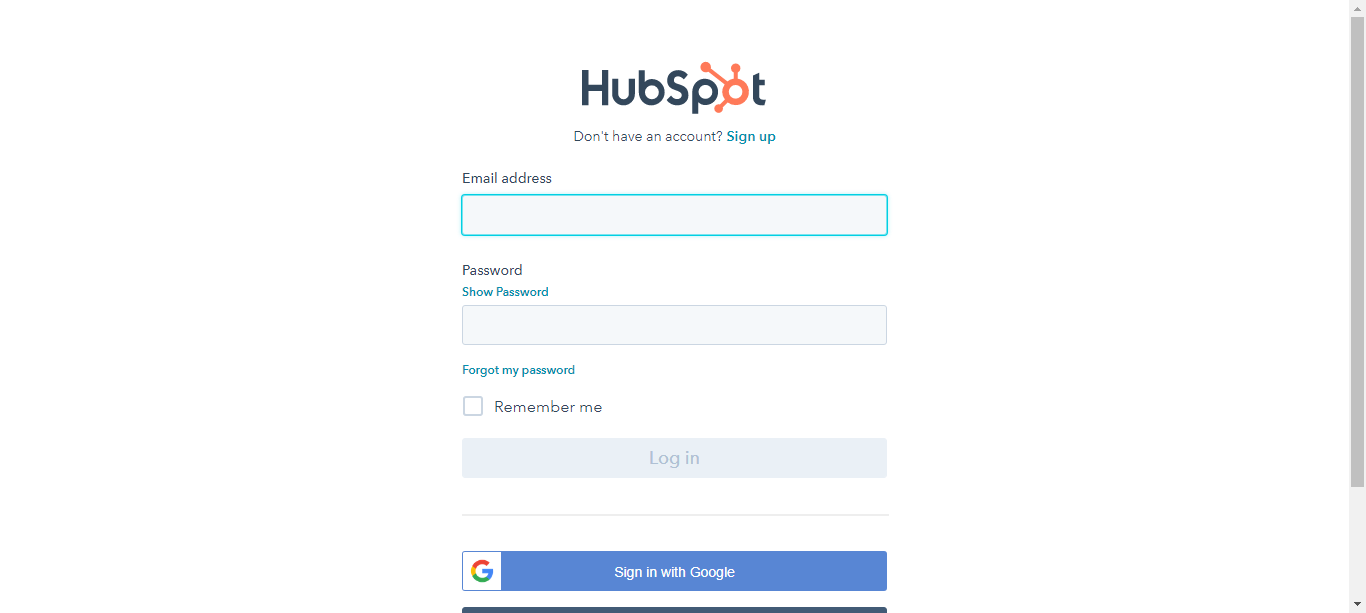 HubSpot
Don't have an account? Sign up
Email address
Password
Show Password
Forgot my password
Remember me
Log in
Sign in with Google